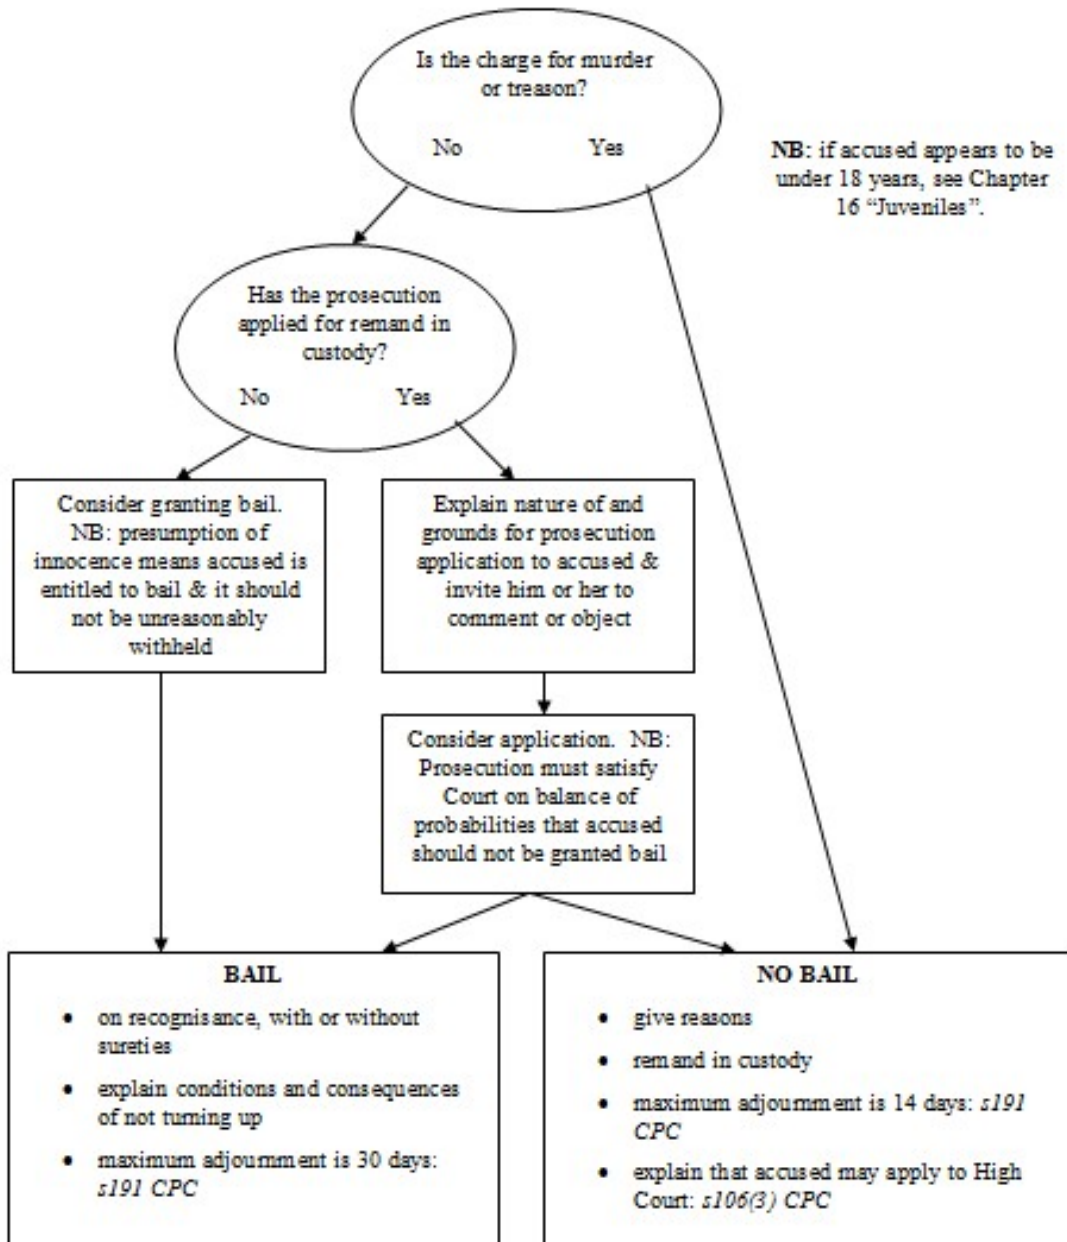 Is the charge for murder
or treason?
No Yes
NB: if accused appears to be
under 18 years, see Chapter
16 “Juveniles”.
Has the prosecution
applied for remand in
custody?
No Yes
Consider granting bail.
NB: presumption of
innocence means accused is
entitled to bail & it should
not be unreasonably
withheld
Explain nature of and
grounds for prosecution
application to accused &
invite him or her to
comment or object
Consider application. NB:
Prosecution must satisfy
Court on balance of
probabilities that accused
should not be granted bail
BAIL
• on recognisance, with or without
sureties
• explain conditions and consequences
of not turning up
• maximum adjournment is 30 days:
s191 CPC
NO BAIL
• give reasons
• remand in custody
• maximum adjournment is 14 days: s191
CPC
• explain that accused may apply to High
Court: s106(3) CPC